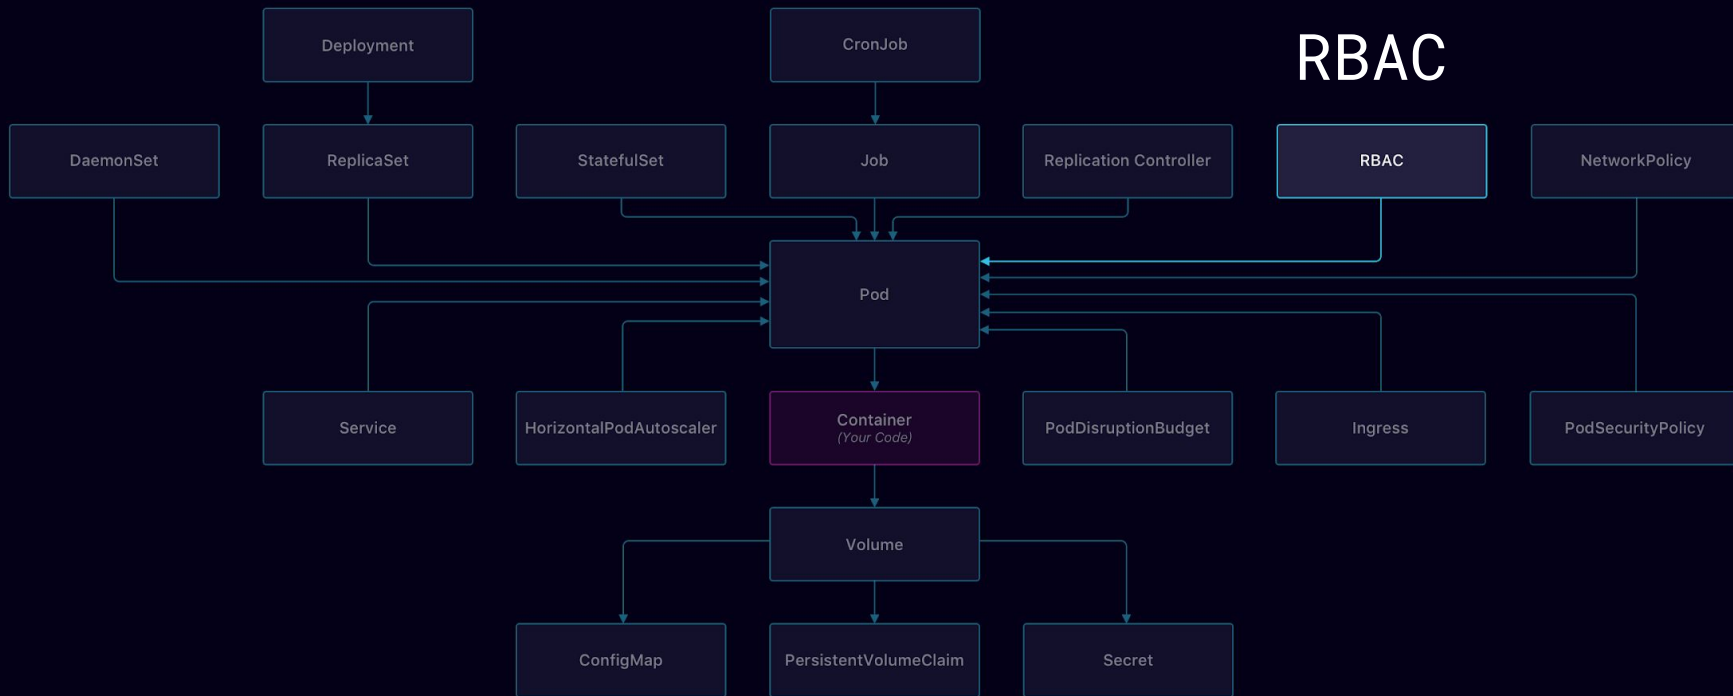 Deployment
CronJob
RBAC
DaemonSet
ReplicaSet
StatefulSet
Job
Replication Controller
RBAC
NetworkPolicy
Pod
Service
HorizontalPodAutoscaler
Container
(Your Code)
PodDisruptionBudget
Ingress
PodSecurityPolicy
Volume
ConfigMap
PersistentVolumeClaim
Secret